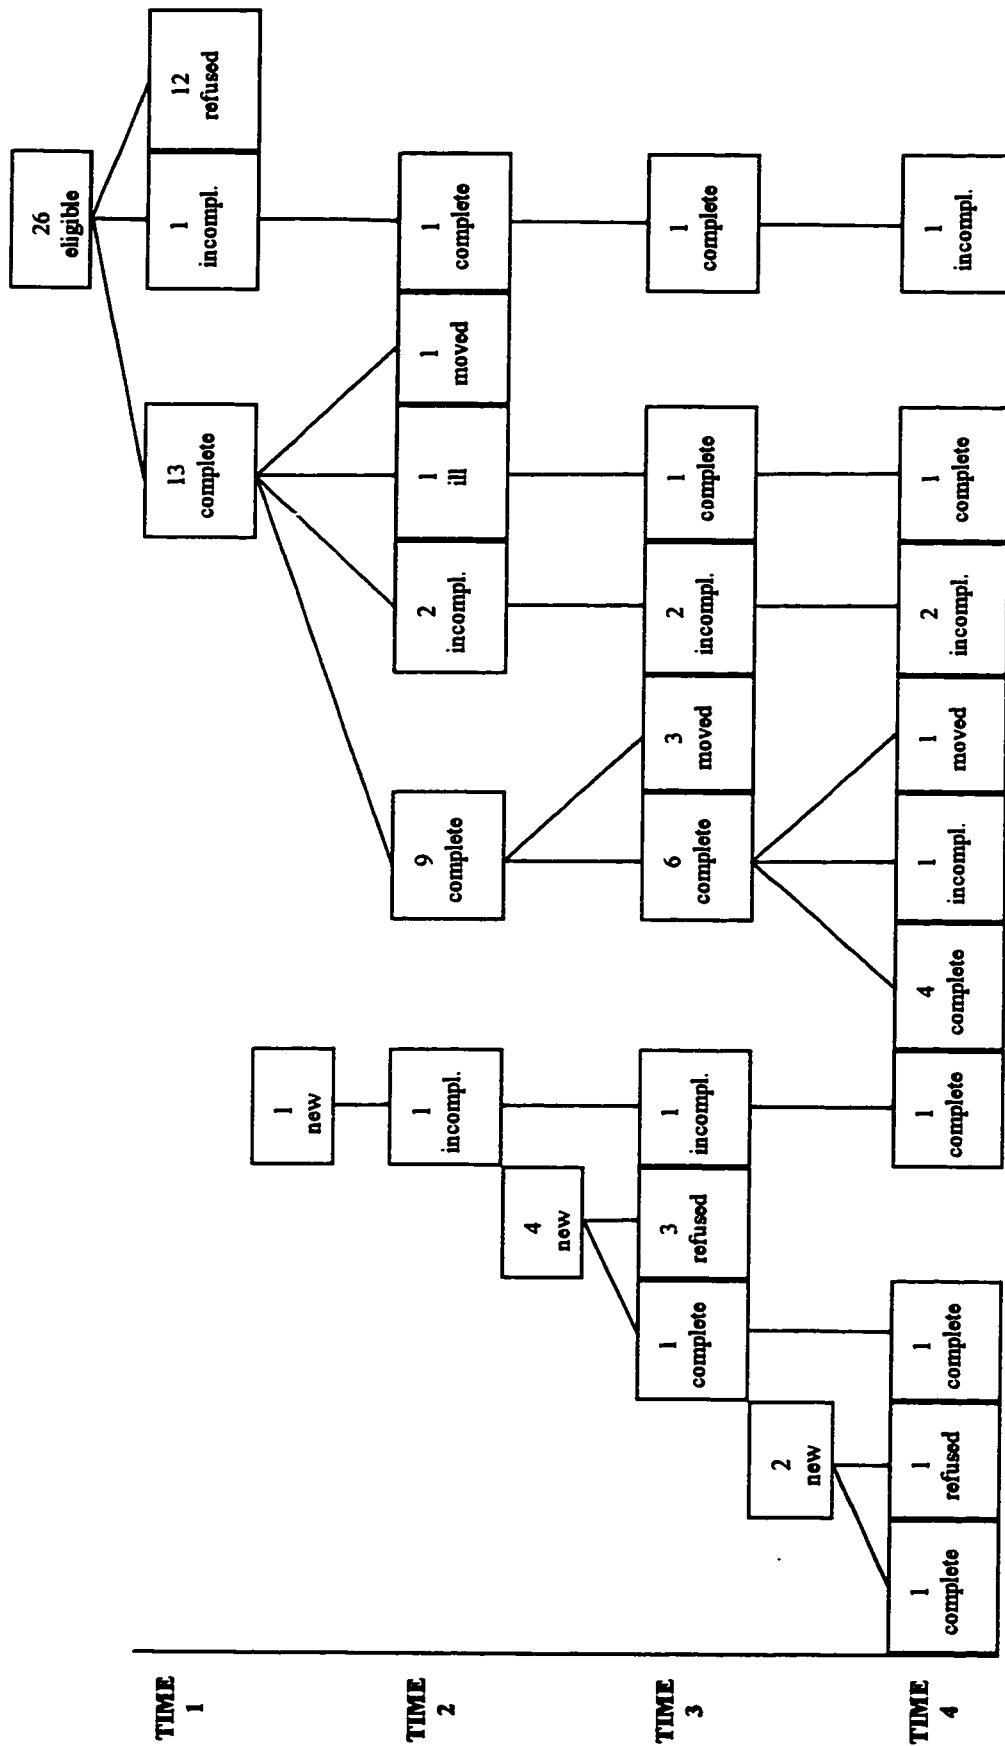 26
eligible
TIME
1
13
complete
1
incompl.
12
refused
1
new
TIME
2
1
incompl.
9
complete
2
incompl.
1
ill
1
moved
1
complete
4
new
TIME
3
1
complete
3
refused
1
incompl.
6
complete
3
moved
2
incompl.
1
complete
1
complete
2
new
TIME
4
1
complete
1
refused
1
complete
1
complete
4
complete
1
incompl.
1
moved
2
incompl.
1
complete
1
incompl.